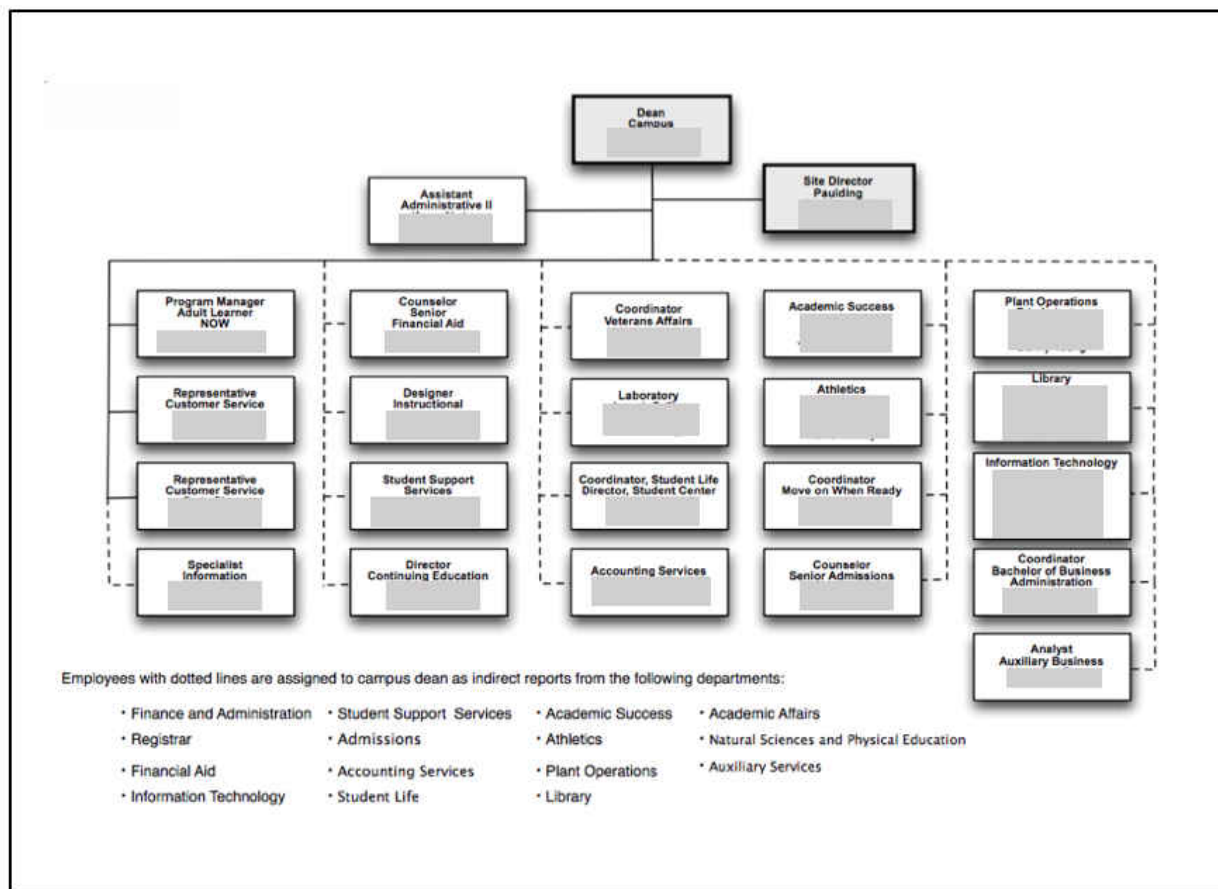 Dean
Campus
Site Director
Paulding
Assistant
Administrative II
Program Manager
Adult Learner
NOW
Counselor
Senior
Financial Aid
Coordinator
Veterans Affairs
Academic Success
Plant Operations
Representative
Customer Service
Designer
Instructional
Laboratory
Athletics
Library
Representative
Customer Service
Student Support
Services
Coordinator, Student Life
Director, Student Center
Coordinator
Move on When Ready
Information Technology
Specialist
Information
Director
Continuing Education
Accounting Services
Counselor
Senior Admissions
Coordinator
Bachelor of Business
Administration
Analyst
Auxiliary Business
Employees with dotted lines are assigned to campus dean as indirect reports from the following departments:
• Finance and Administration • Student Support Services • Academic Success • Academic Affairs
• Registrar • Admissions • Athletics • Natural Sciences and Physical Education
• Financial Aid • Accounting Services • Plant Operations • Auxiliary Services
• Information Technology • Student Life • Library